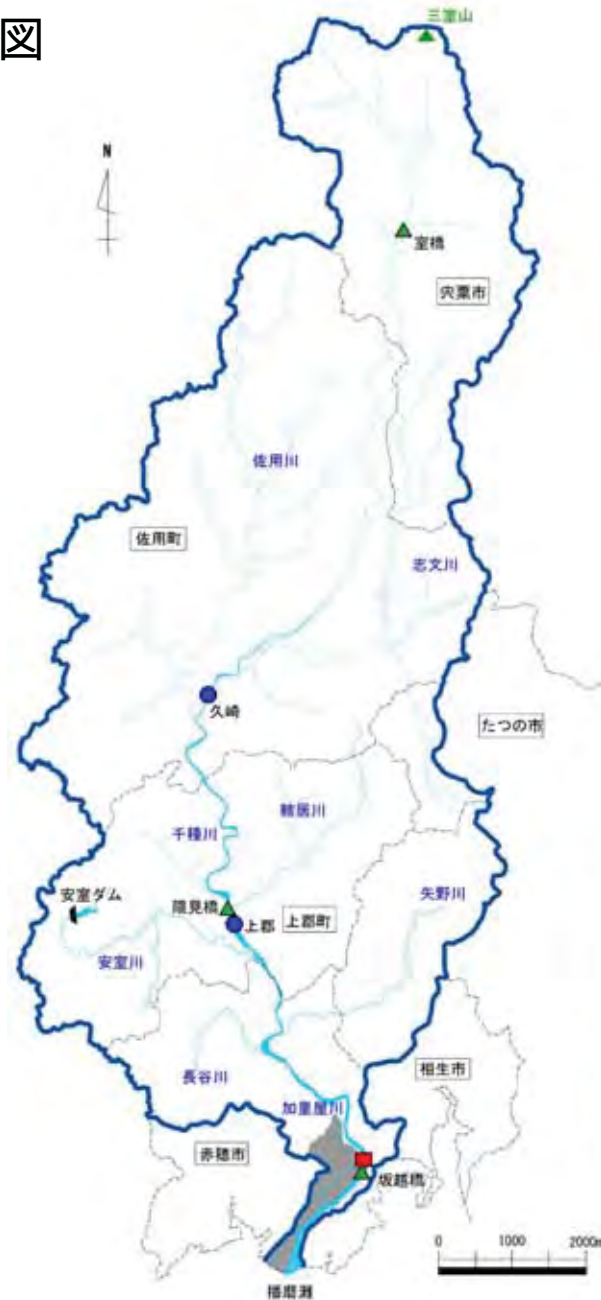 図
三室山
N
室橋
宍粟市
佐用川
佐用町
志文川
久崎
たつの市
鞍居川
千種川
矢野川
安室ダム
隈見橋
上郡
上郡町
安室川
相生市
長谷川
加里屋川
赤穂市
坂越橋
0 1000 2000m
播磨灘